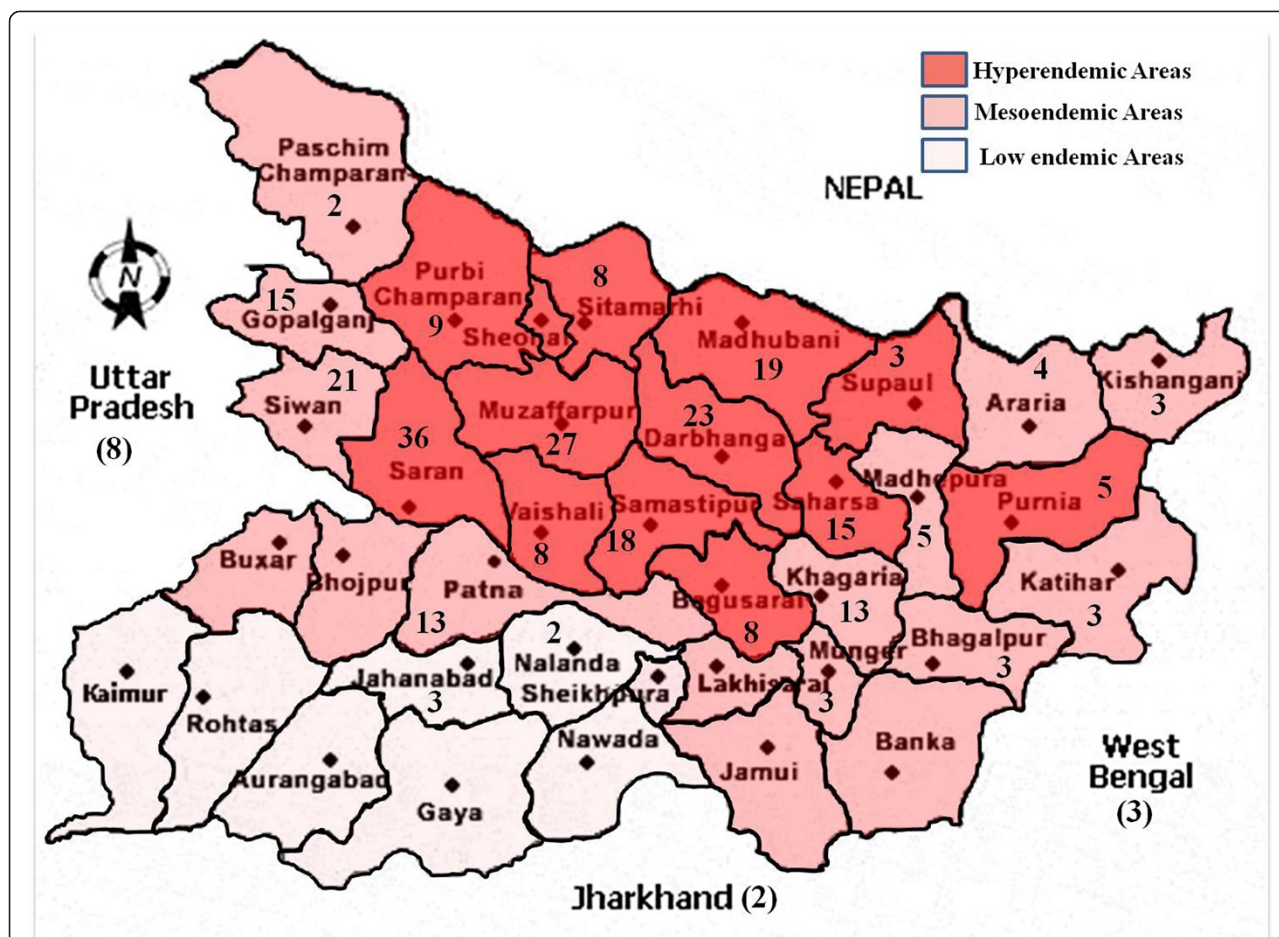 Hyperendemic Areas
Mesoendemic Areas
Low endemic Areas
NEPAL
N
Paschim
Champaran
2
Purbi
Champaran
9
Sheohar
8
Sitamarhi
15
Gopalganj
Madhubani
19
3
Supaul
4
Araria
Kishanganj
3
Uttar
Pradesh
(8)
21
Siwan
Muzaffarpur
27
23
Darbhanga
36
Saran
Vaishali
8
Samastipur
18
Saharsa
15
Madhepura
5
Purnia
5
Buxar
Bhojpur
Patna
13
Begusarai
8
Khagaria
13
Katihar
3
Bhagalpur
3
Munger
3
2
Nalanda
Sheikhpura
Lakhisarai
Jahanabad
3
Kaimur
Rohtas
Aurangabad
Gaya
Nawada
Jamui
Banka
West
Bengal
(3)
Jharkhand (2)